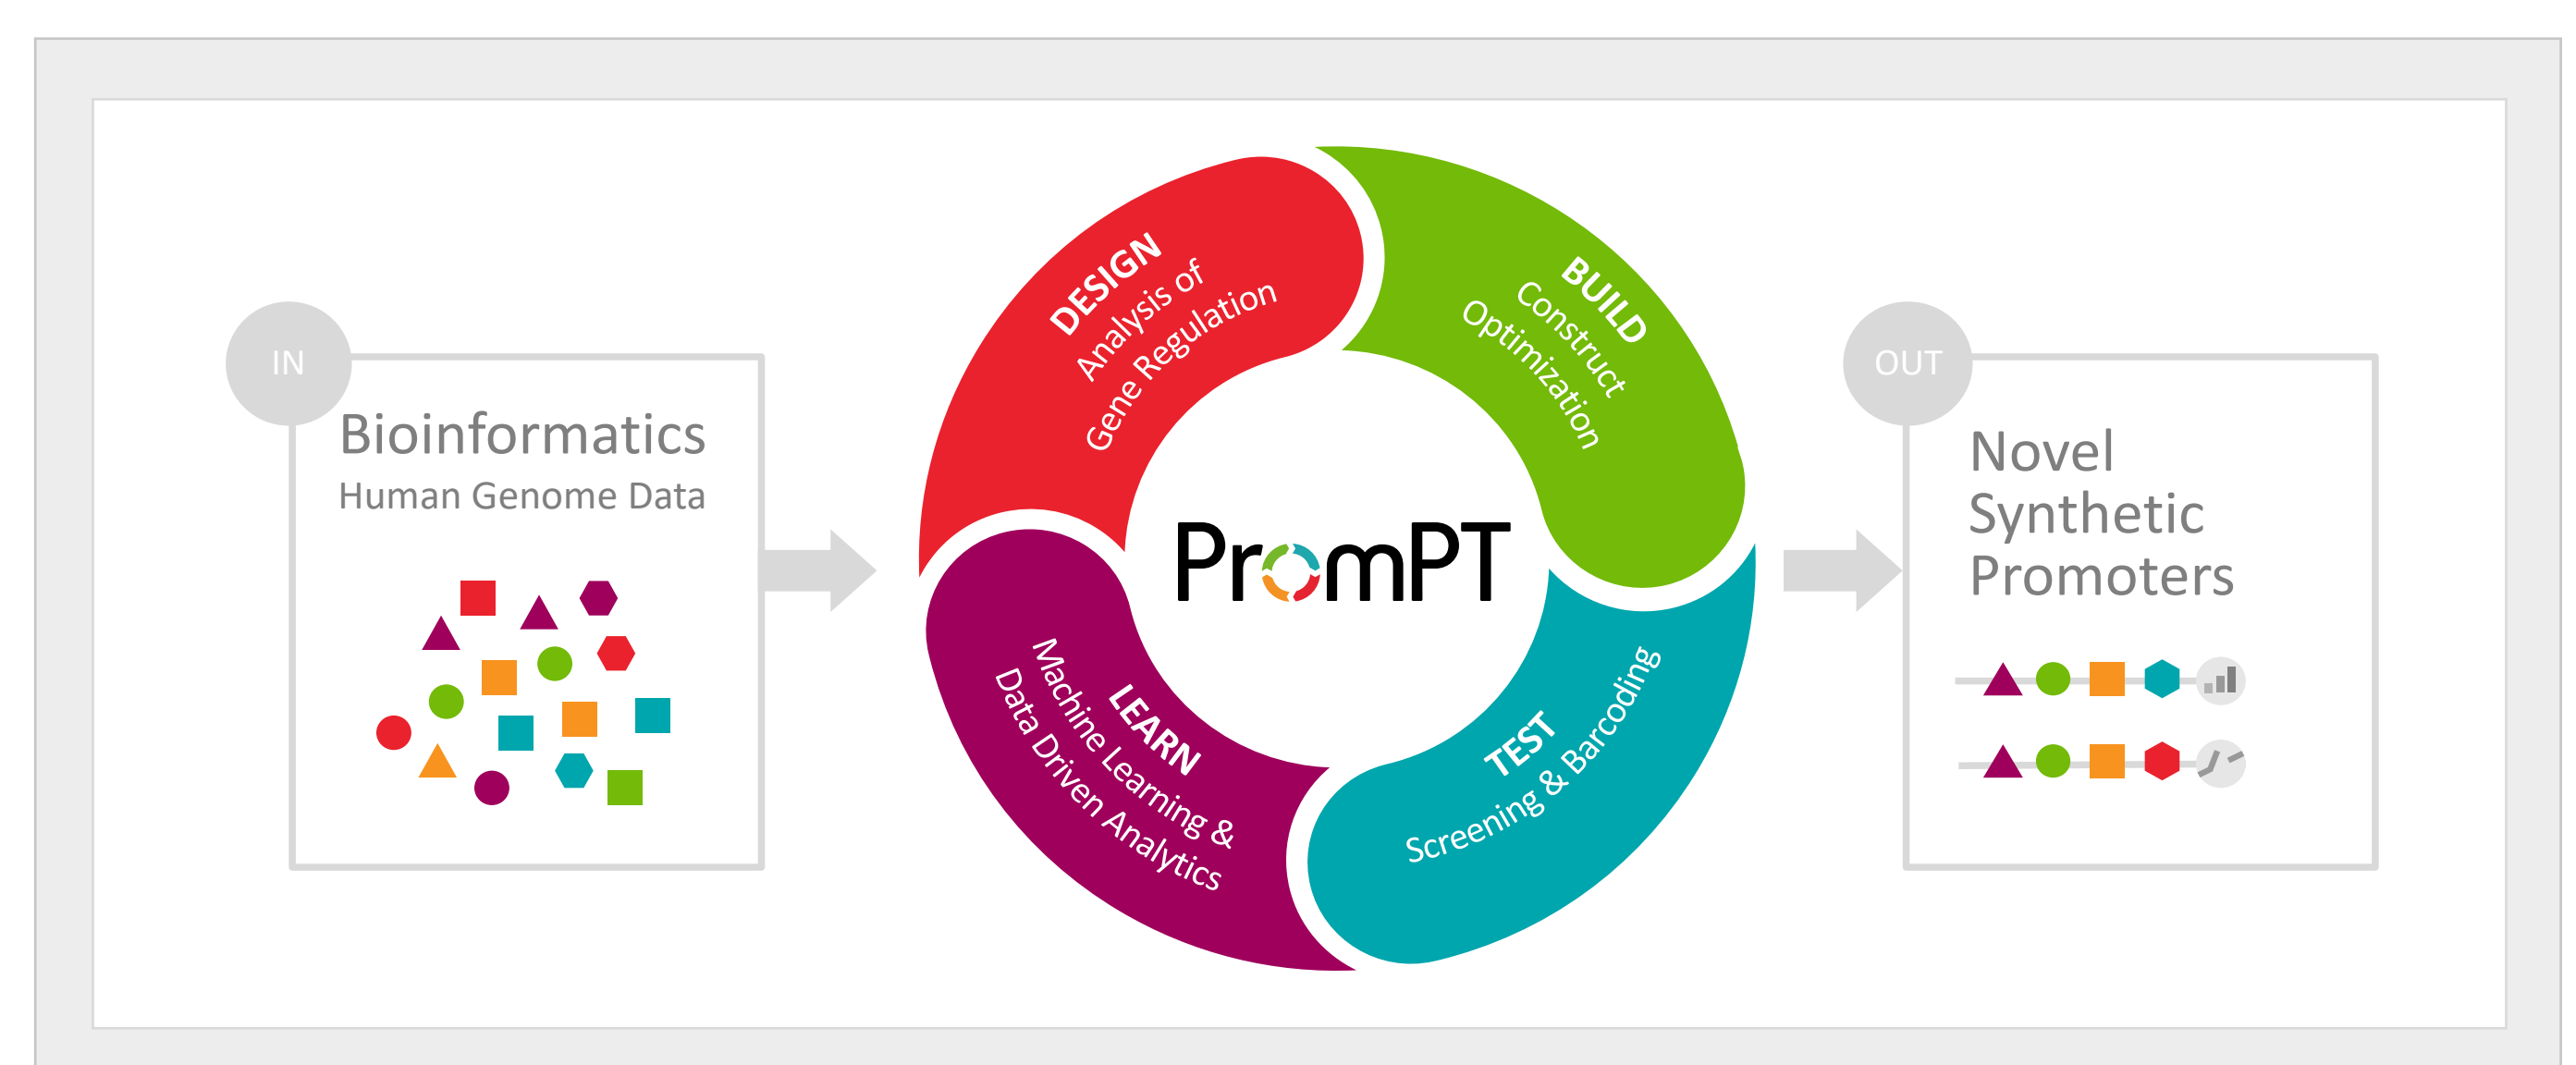 IN
Bioinformatics
Human Genome Data
DESIGN
Analysis of
Gene Regulation
BUILD
Construct
Optimization
PromPT
TEST
Screening & Barcoding
LEARN
Machine Learning &
Data Driven Analytics
OUT
Novel
Synthetic
Promoters